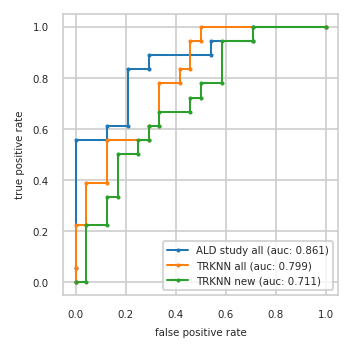 true positive rate
1.0
0.8
0.6
0.4
0.2
0.0
ALD study all (auc: 0.861)
TRKNN all (auc: 0.799)
TRKNN new (auc: 0.711)
0.0 0.2 0.4 0.6 0.8 1.0
false positive rate